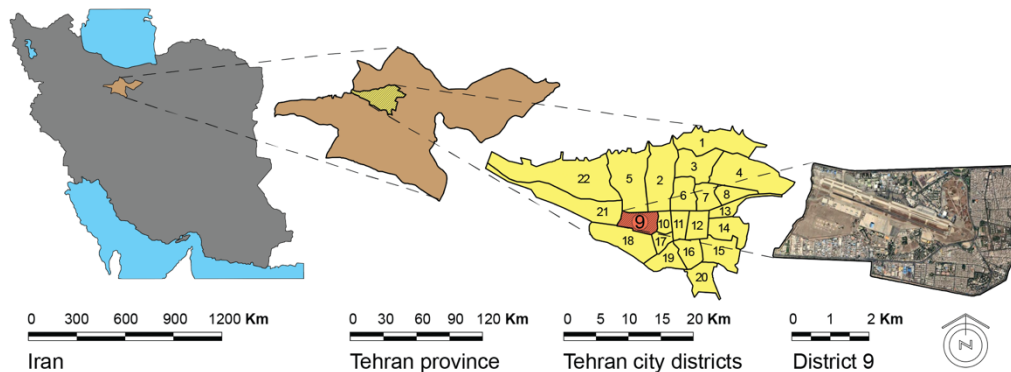 1
3
4
22
5
2
6
7
8
21
9
10
11
12
13
14
18
17
19
16
15
20
0 300 600 900 1200 Km
Iran
0 30 60 90 120 Km
Tehran province
0 5 10 15 20 Km
Tehran city districts
0 1 2 Km
District 9
N